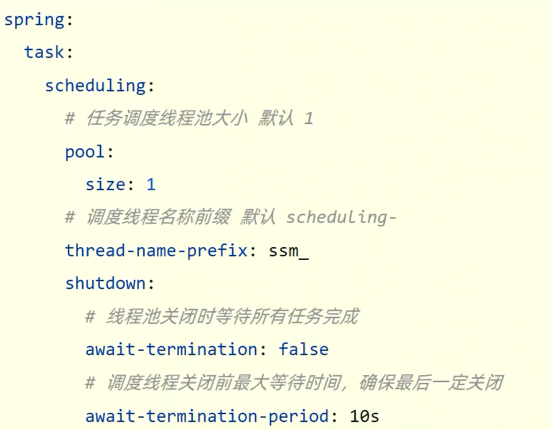 spring:
  task:
    scheduling:
      # 任务调度线程池大小 默认 1
      pool:
        size: 1
      # 调度线程名称前缀 默认 scheduling-
      thread-name-prefix: ssm_
      shutdown:
        # 线程池关闭时等待所有任务完成
        await-termination: false
        # 调度线程关闭前最大等待时间，确保最后一定关闭
        await-termination-period: 10s